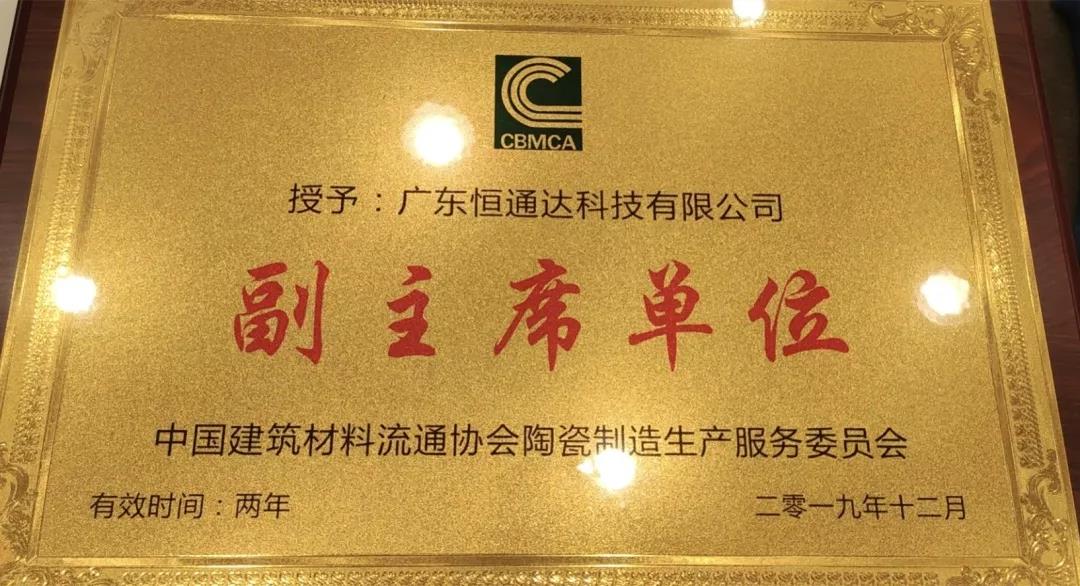 CBMCA
授予：广东恒通达科技有限公司
副主席单位
中国建筑材料流通协会陶瓷制造生产服务委员会
有效时间：两年
二零一九年十二月